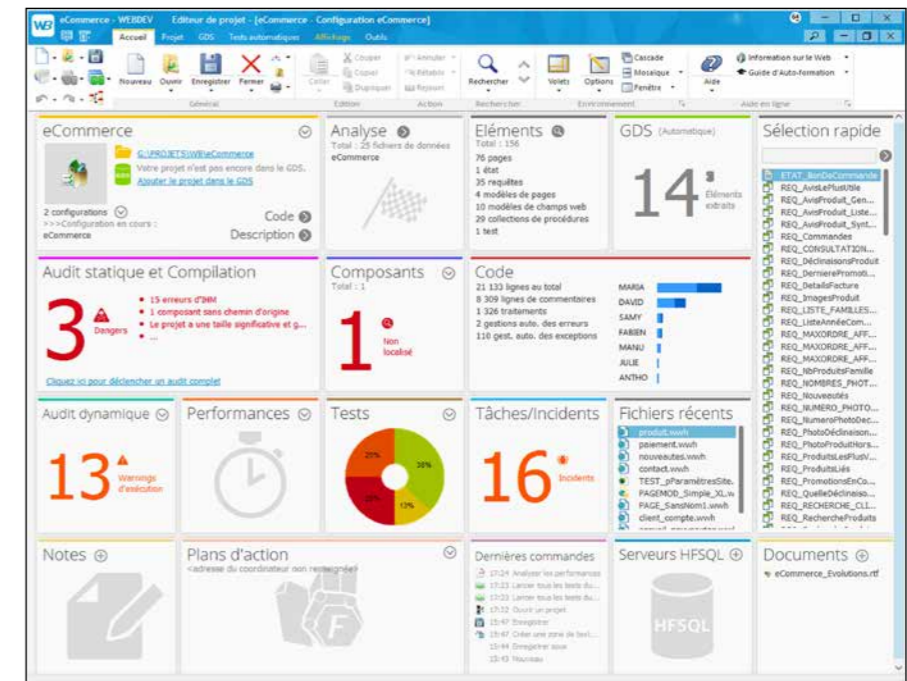 eCommerce - WEBDEV Editeur de projet - [eCommerce - Configuration eCommerce]
Accueil Projet GDS Tests automatiques Affichage Outils
Nouveau Ouvrir Enregistrer Fermer
Coller
Couper
Copier
Dupliquer
Annuler
Rétablir
Rejouer
Rechercher
Volets
Options
Cascade
Mosaïque
Fenêtre
Aide
Information sur le Web
Guide d'Auto-formation
Général Edition Action Rechercher Environnement Aide en ligne
eCommerce
G:\PROJETS\WB\eCommerce
Votre projet n'est pas encore dans le GDS.
Ajouter le projet dans le GDS
2 configurations
>>>Configuration en cours :
eCommerce
Code
Description
Analyse
Total : 25 fichiers de données
eCommerce
Eléments
Total : 156
76 pages
1 état
35 requêtes
4 modèles de pages
10 modèles de champs web
29 collections de procédures
1 test
GDS (Automatique)
14
3
Eléments
extraits
Sélection rapide
ETAT_BonDeCommande
REQ_AvisLePlusUtile
REQ_AvisProduit_Gen...
REQ_AvisProduit_Liste...
REQ_AvisProduit_Synt...
REQ_Commandes
REQ_CONSULTATION...
REQ_DéclinaisonsProduit
REQ_DernierePromoti...
REQ_DetailsFacture
REQ_ImagesProduit
REQ_LISTE_FAMILLES...
REQ_ListeAnnéeCom...
REQ_MAXORDRE_AFF...
REQ_MAXORDRE_AFF...
REQ_MAXORDRE_AFF...
REQ_NbProduitsFamille
REQ_NOMBRES_PHOT...
REQ_Nouveautés
REQ_NUMERO_PHOTO...
REQ_NumeroPhotoDec...
REQ_PhotoDéclinaison...
REQ_PhotoProduitHors...
REQ_ProduitsLesPlusV...
REQ_ProduitsLiés
REQ_PromotionsEnCo...
REQ_QuelleDéclinaiso...
REQ_RECHERCHE_CLI...
REQ_RechercheProduits
Audit statique et Compilation
3
Dangers
15 erreurs d'IHM
1 composant sans chemin d'origine
Le projet a une taille significative et g...
...
Cliquez ici pour déclencher un audit complet
Composants
Total : 1
1
Non
localisé
Code
21 133 lignes au total
8 309 lignes de commentaires
1 326 traitements
2 gestions auto. des erreurs
110 gest. auto. des exceptions
MARIA
DAVID
SAMY
FABIEN
MANU
JULIE
ANTHO
Audit dynamique
13
Warnings
d'exécution
Performances
Tests
25%
38%
25%
13%
Tâches/Incidents
16
Incidents
Fichiers récents
produit.wwh
paiement.wwh
nouveautes.wwh
contact.wwh
TEST_pParamètresSite.
PAGEMOD_Simple_XL.w
PAGE_SansNom1.wwh
client_compte.wwh
Notes
Plans d'action
<adresse du coordinateur non renseignée>
F
Dernières commandes
17:24 Analyser les performances
17:23 Lancer tous les tests du...
17:23 Lancer tous les tests du...
17:12 Ouvrir un projet
15:47 Enregistrer
15:47 Créer une zone de text...
15:44 Enregistrer sous
15:43 Nouveau
Serveurs HFSQL
HFSQL
Documents
eCommerce_Evolutions.rtf